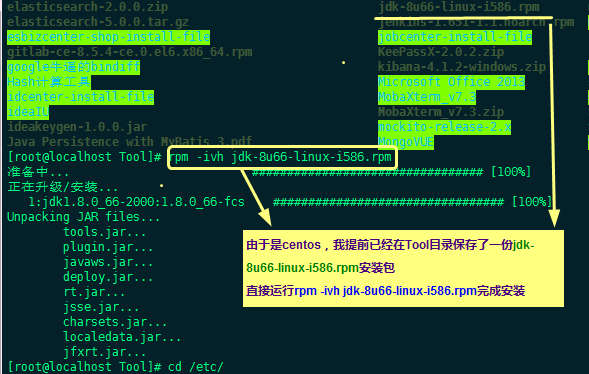 elasticsearch-2.0.0.zip jdk-8u66-linux-i586.rpm
elasticsearch-5.0.0.tar.gz jenkins-1.651-1.1.noarch.rpm
esbizcenter-shop-install-file jobcenter-install-file
gitlab-ce-8.5.4-ce.0.el6.x86_64.rpm KeePassX-2.0.2.zip
google牛逼的bindiff kibana-4.1.2-windows.zip
Hash计算工具 Microsoft Office 2013
idcenter-install-file MobaXterm_v7.3
ideaIU MobaXterm_v7.3.zip
ideakeygen-1.0.0.jar mockito-release-2.x
Java Persistence with MyBatis 3.pdf MongoVUE
[root@localhost Tool]# rpm -ivh jdk-8u66-linux-i586.rpm
准备中... ################################# [100%]
正在升级/安装...
1:jdk1.8.0_66-2000:1.8.0_66-fcs ################################# [100%]
Unpacking JAR files...
tools.jar...
plugin.jar...
javaws.jar...
deploy.jar...
rt.jar...
jsse.jar...
charsets.jar...
localedata.jar...
jfxrt.jar...
[root@localhost Tool]# cd /etc/
由于是centos，我提前已经在Tool目录保存了一份jdk-
8u66-linux-i586.rpm安装包
直接运行rpm -ivh jdk-8u66-linux-i586.rpm完成安装